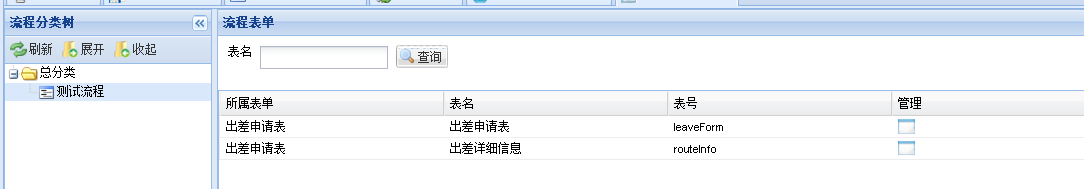 流程分类树
流程表单
刷新 展开 收起
表名 查询
总分类
测试流程
所属表单 表名 表号 管理
出差申请表 出差申请表 leaveForm
出差申请表 出差详细信息 routeInfo